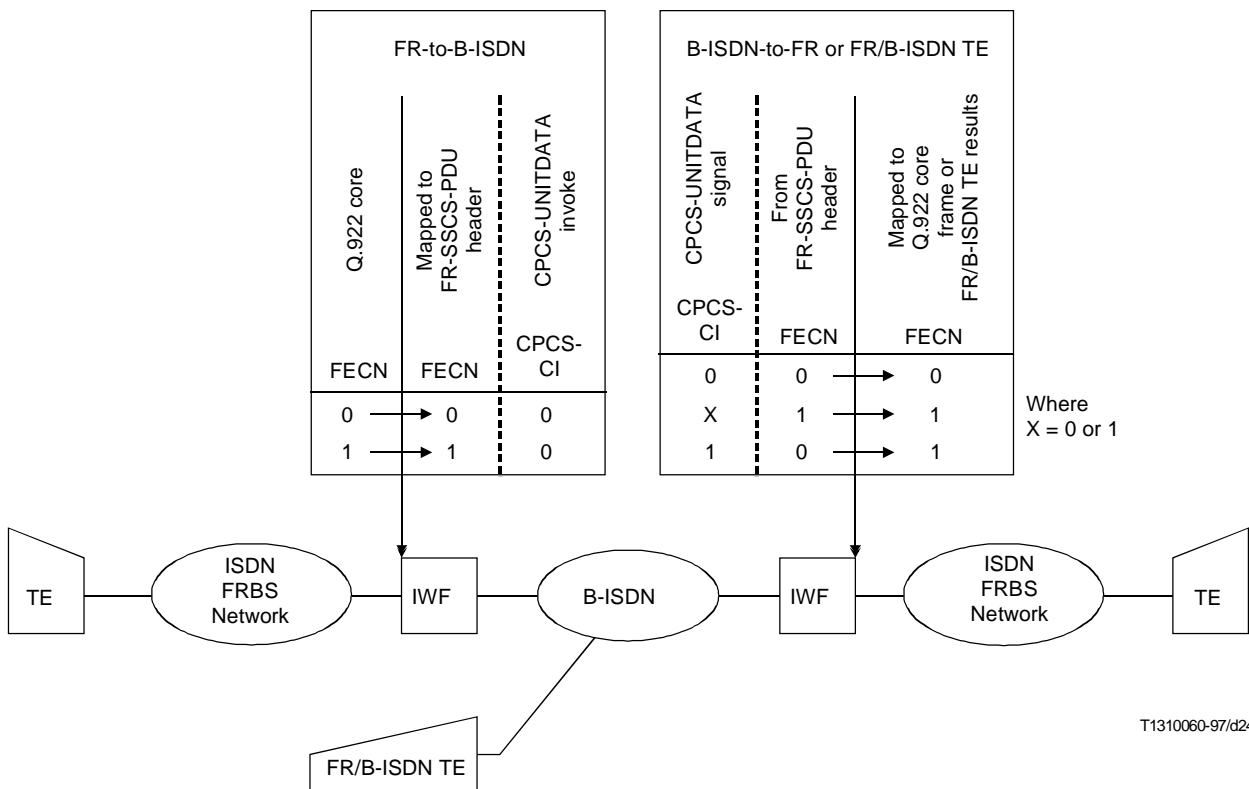 FR-to-B-ISDN
Q.922 core
Mapped to
FR-SSCS-PDU
header
CPCS-UNITDATA
invoke
FECN
FECN
CPCS-
CI
0
0
0
1
1
0
B-ISDN-to-FR or FR/B-ISDN TE
CPCS-UNITDATA
signal
From
FR-SSCS-PDU
header
Mapped to
Q.922 core
frame or
FR/B-ISDN TE results
CPCS-
CI
FECN
FECN
0
0
0
X
1
1
1
0
1
Where
X = 0 or 1
TE
ISDN
FRBS
Network
IWF
B-ISDN
IWF
ISDN
FRBS
Network
TE
FR/B-ISDN TE
T1310060-97/d24